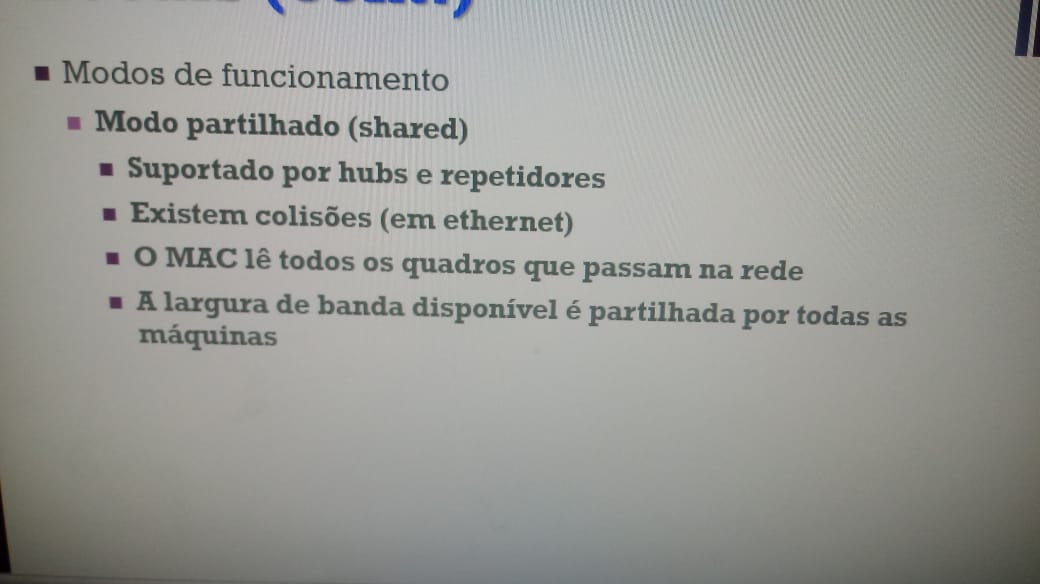 Modos de funcionamento
Modo partilhado (shared)
Suportado por hubs e repetidores
Existem colisões (em ethernet)
O MAC lê todos os quadros que passam na rede
A largura de banda disponível é partilhada por todas as
máquinas